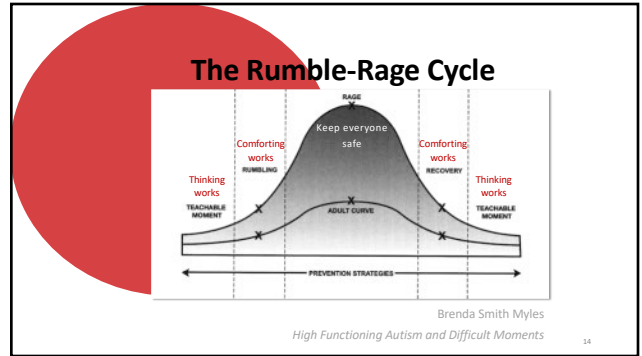 The Rumble-Rage Cycle
RAGE
Keep everyone
safe
Comforting
works
RUMBLING
Comforting
works
RECOVERY
Thinking
works
TEACHABLE
MOMENT
Thinking
works
TEACHABLE
MOMENT
ADULT CURVE
PREVENTION STRATEGIES
Brenda Smith Myles
High Functioning Autism and Difficult Moments
14